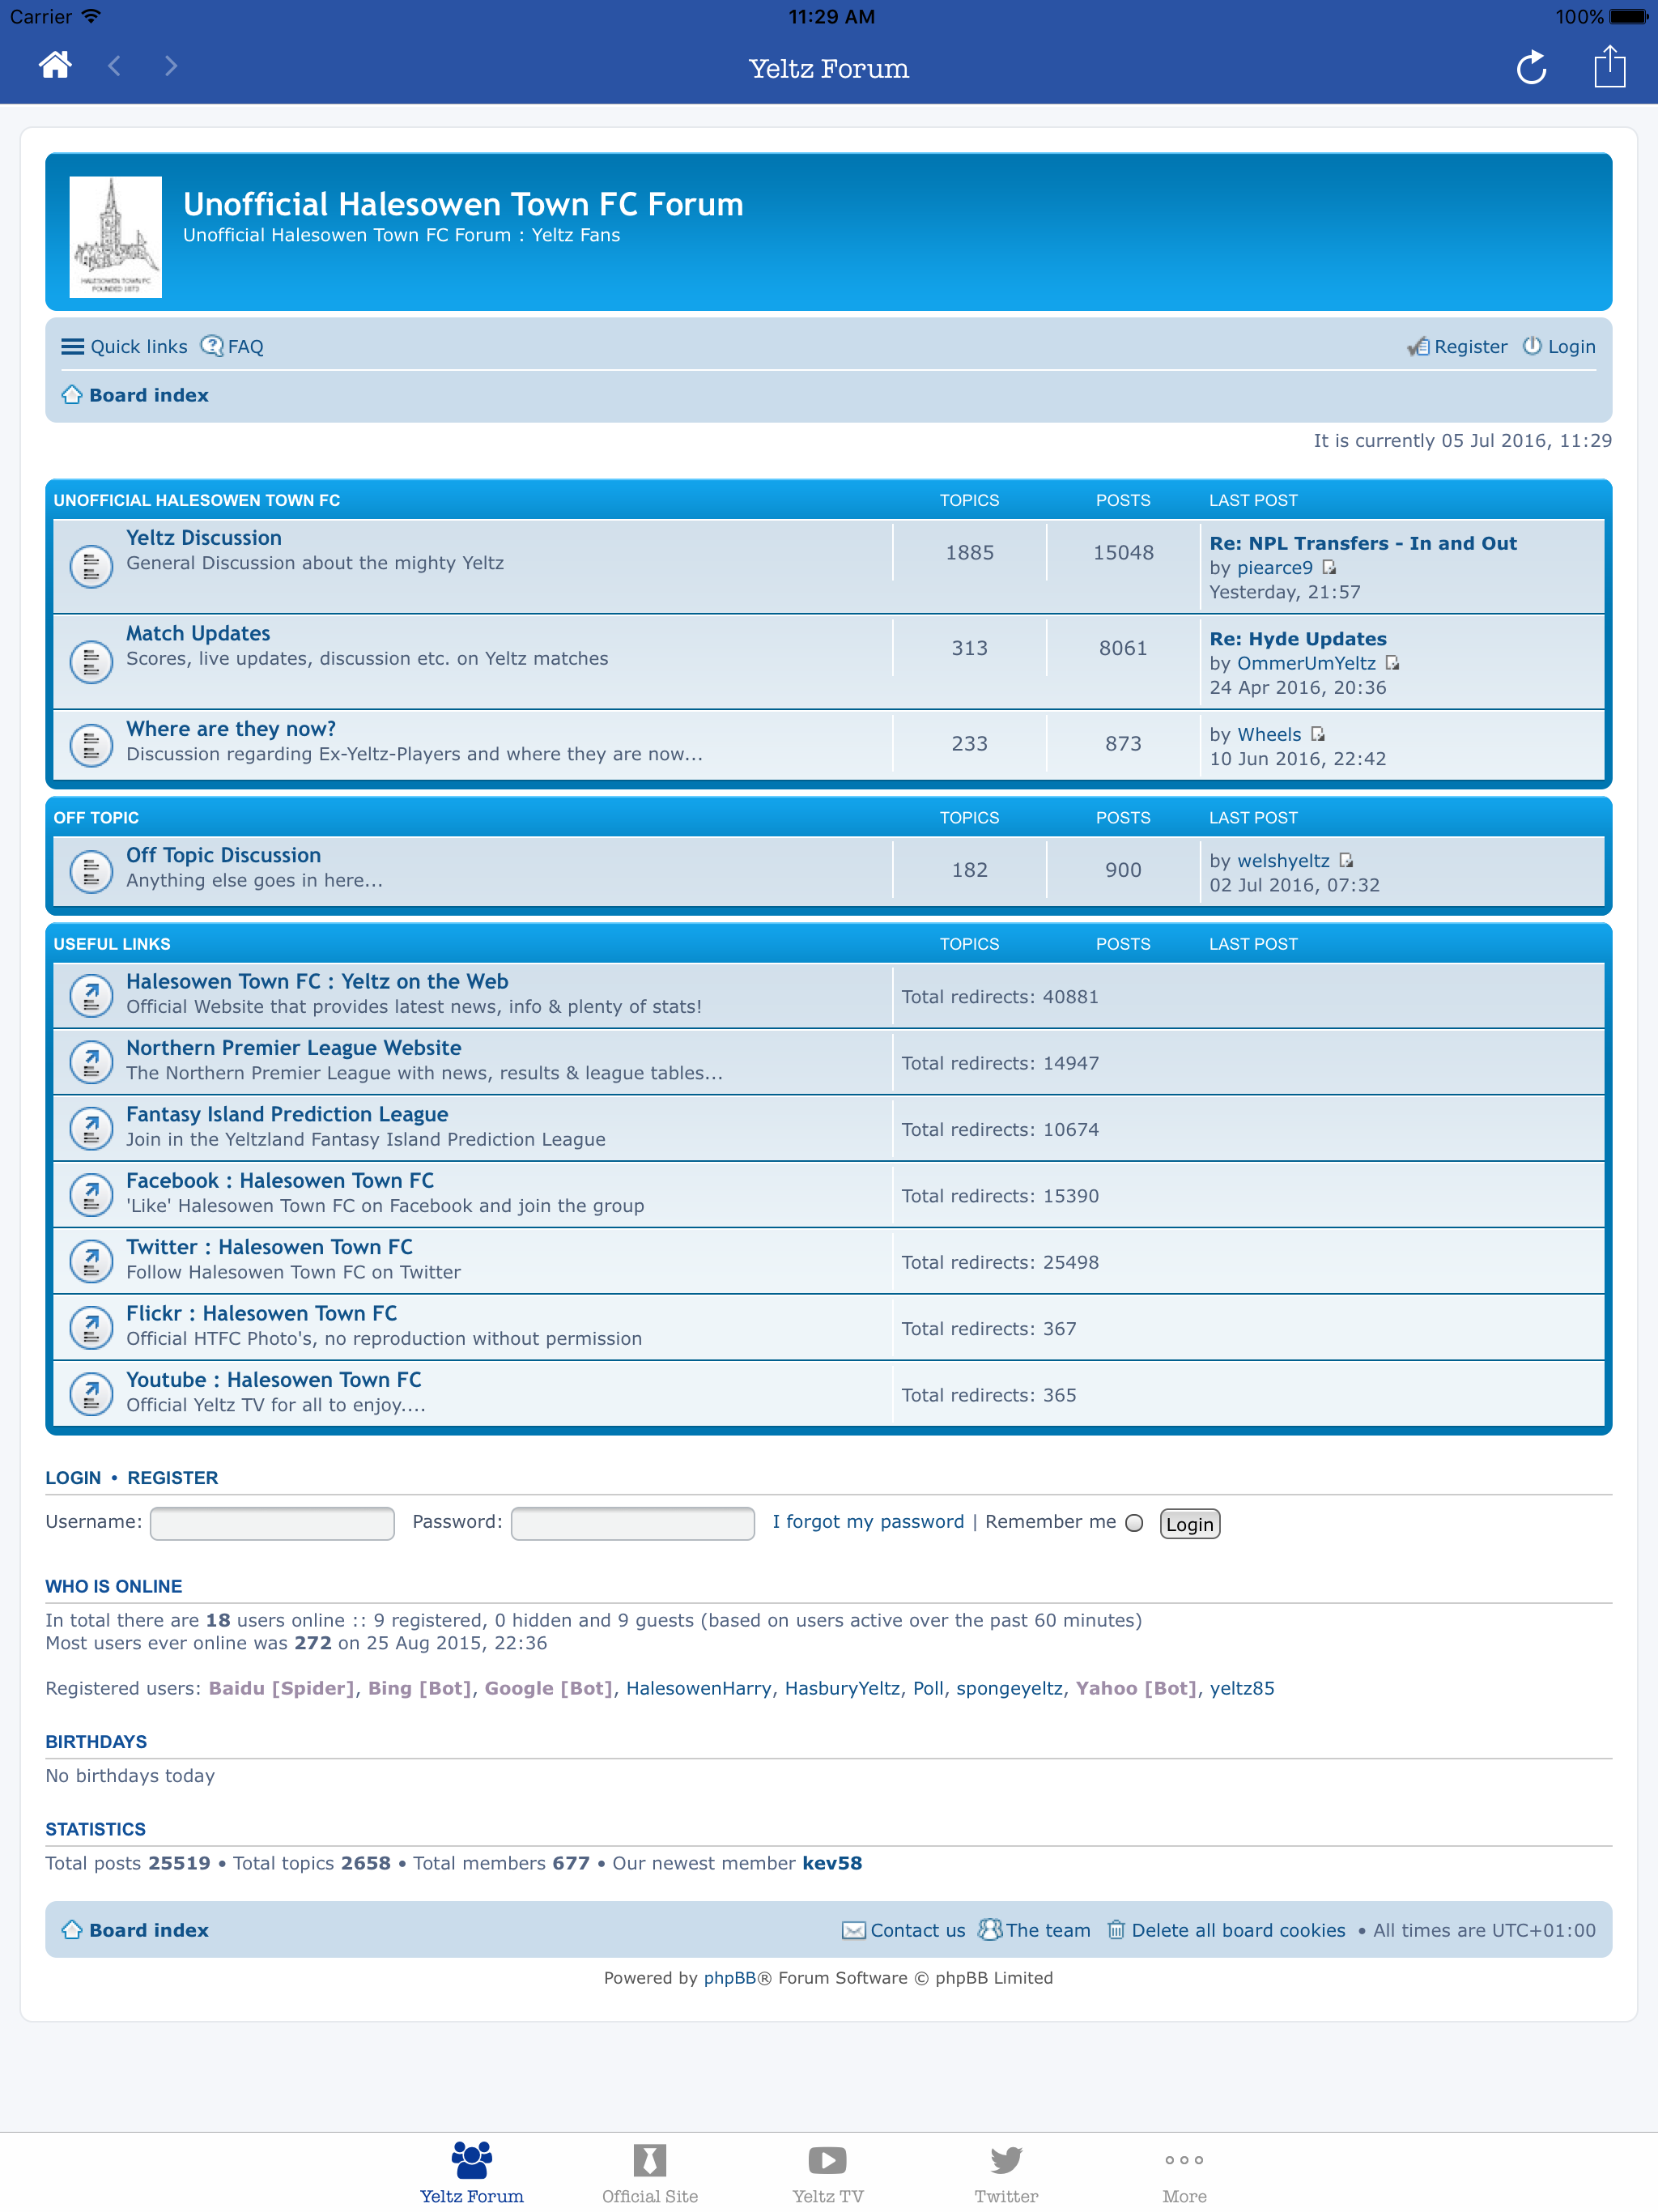 Carrier 11:29 AM 100%
Yeltz Forum
HALESOWEN TOWN FC
FOUNDED 1873
Unofficial Halesowen Town FC Forum
Unofficial Halesowen Town FC Forum : Yeltz Fans
Quick links FAQ Register Login
Board index
It is currently 05 Jul 2016, 11:29
UNOFFICIAL HALESOWEN TOWN FC TOPICS POSTS LAST POST
Yeltz Discussion
General Discussion about the mighty Yeltz
1885 15048
Re: NPL Transfers - In and Out
by piearce9
Yesterday, 21:57
Match Updates
Scores, live updates, discussion etc. on Yeltz matches
313 8061
Re: Hyde Updates
by OmmerUmYeltz
24 Apr 2016, 20:36
Where are they now?
Discussion regarding Ex-Yeltz-Players and where they are now...
233 873
by Wheels
10 Jun 2016, 22:42
OFF TOPIC TOPICS POSTS LAST POST
Off Topic Discussion
Anything else goes in here...
182 900
by welshyeltz
02 Jul 2016, 07:32
USEFUL LINKS TOPICS POSTS LAST POST
Halesowen Town FC : Yeltz on the Web
Official Website that provides latest news, info & plenty of stats!
Total redirects: 40881
Northern Premier League Website
The Northern Premier League with news, results & league tables...
Total redirects: 14947
Fantasy Island Prediction League
Join in the Yeltzland Fantasy Island Prediction League
Total redirects: 10674
Facebook : Halesowen Town FC
'Like' Halesowen Town FC on Facebook and join the group
Total redirects: 15390
Twitter : Halesowen Town FC
Follow Halesowen Town FC on Twitter
Total redirects: 25498
Flickr : Halesowen Town FC
Official HTFC Photo's, no reproduction without permission
Total redirects: 367
Youtube : Halesowen Town FC
Official Yeltz TV for all to enjoy....
Total redirects: 365
LOGIN • REGISTER
Username: Password: I forgot my password | Remember me Login
WHO IS ONLINE
In total there are 18 users online :: 9 registered, 0 hidden and 9 guests (based on users active over the past 60 minutes)
Most users ever online was 272 on 25 Aug 2015, 22:36
Registered users: Baidu [Spider], Bing [Bot], Google [Bot], HalesowenHarry, HasburyYeltz, Poll, spongeyeltz, Yahoo [Bot], yeltz85
BIRTHDAYS
No birthdays today
STATISTICS
Total posts 25519 • Total topics 2658 • Total members 677 • Our newest member kev58
Board index Contact us The team Delete all board cookies • All times are UTC+01:00
Powered by phpBB® Forum Software © phpBB Limited
Yeltz Forum Official Site Yeltz TV Twitter More